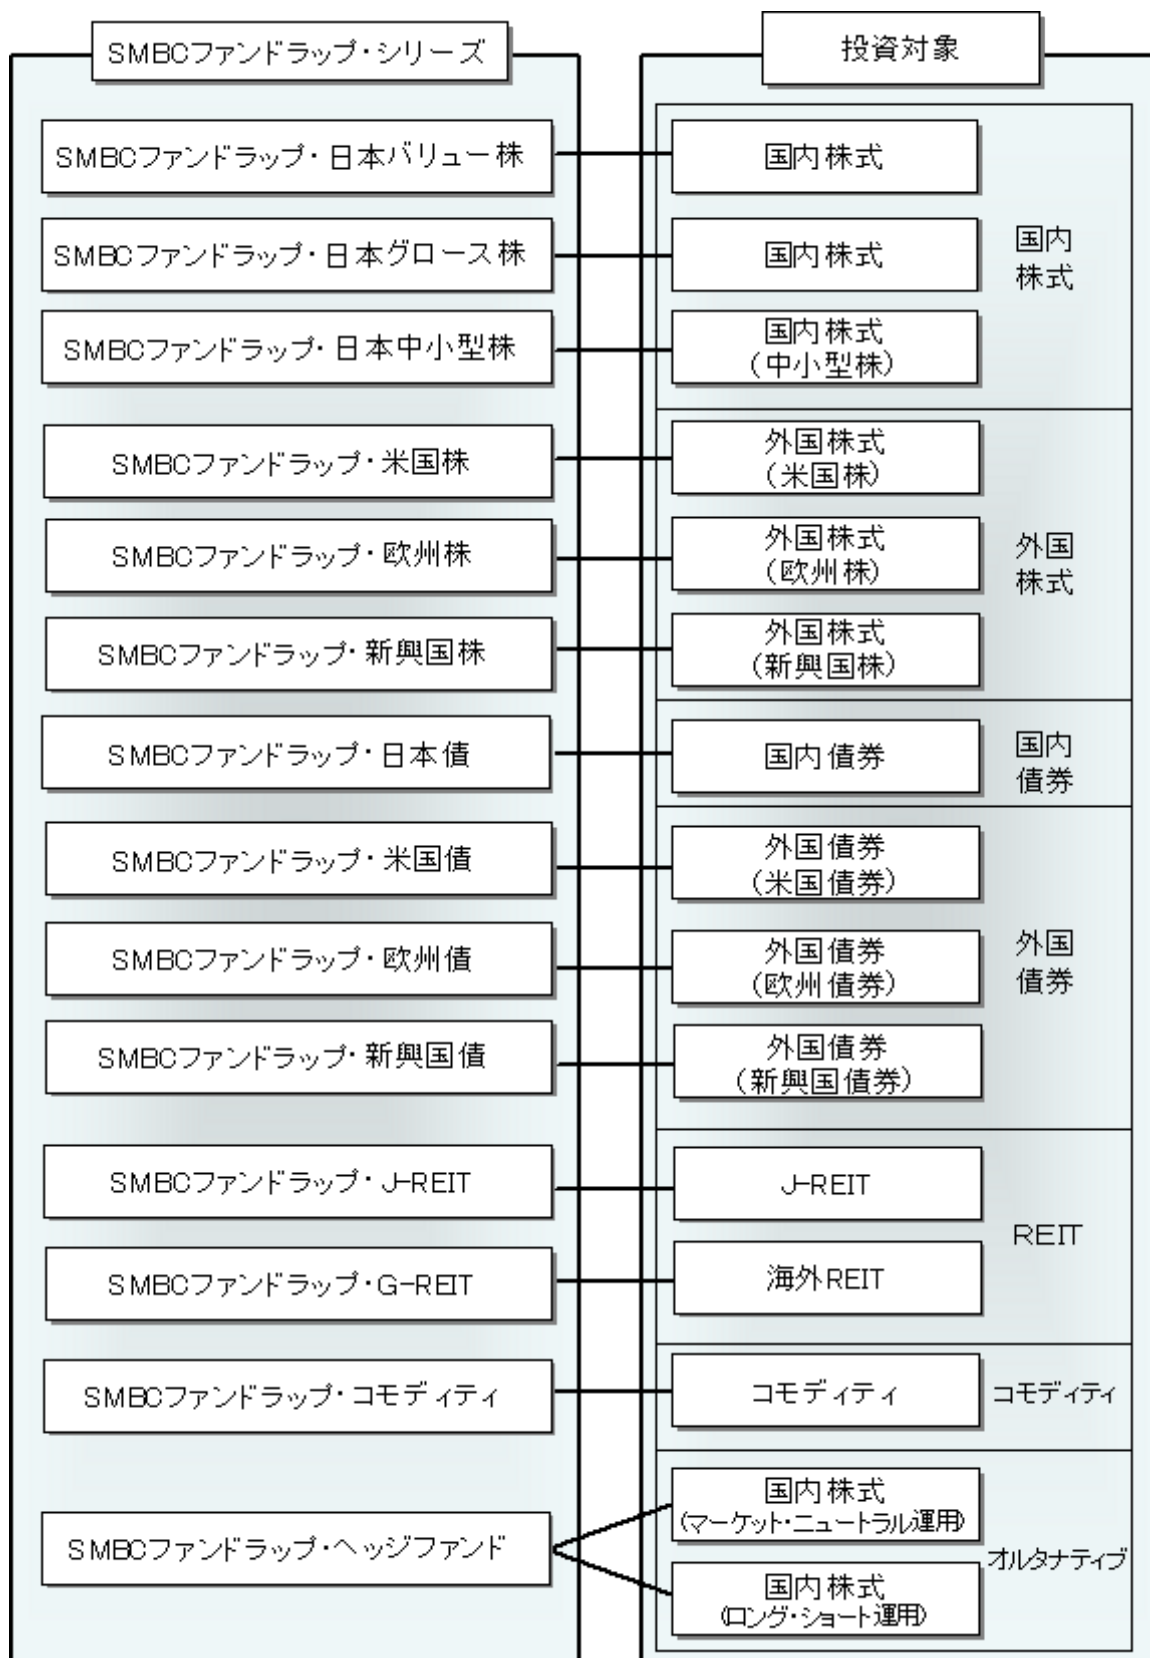 SMBCファンドラップ・シリーズ
投資対象
SMBCファンドラップ・日本バリュー株
国内株式
SMBCファンドラップ・日本グロース株
国内株式
国内
株式
SMBCファンドラップ・日本中小型株
国内株式
(中小型株)
SMBCファンドラップ・米国株
外国株式
(米国株)
SMBCファンドラップ・欧州株
外国株式
(欧州株)
外国
株式
SMBCファンドラップ・新興国株
外国株式
(新興国株)
SMBCファンドラップ・日本債
国内債券
国内
債券
SMBCファンドラップ・米国債
外国債券
(米国債券)
SMBCファンドラップ・欧州債
外国債券
(欧州債券)
外国
債券
SMBCファンドラップ・新興国債
外国債券
(新興国債券)
SMBCファンドラップ・J-REIT
J-REIT
REIT
SMBCファンドラップ・G-REIT
海外REIT
SMBCファンドラップ・コモディティ
コモディティ
コモディティ
SMBCファンドラップ・ヘッジファンド
国内株式
(マーケット・ニュートラル運用)
国内株式
(ロング・ショート運用)
オルタナティブ